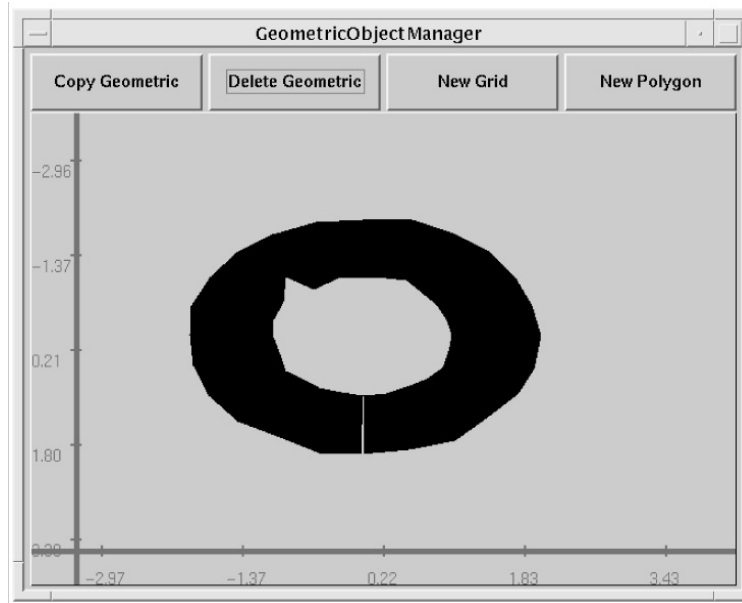 GeometricObjectManager
Copy Geometric
Delete Geometric
New Grid
New Polygon
-2.96
-1.37
0.21
1.80
-2.97
-1.37
0.22
1.83
3.43